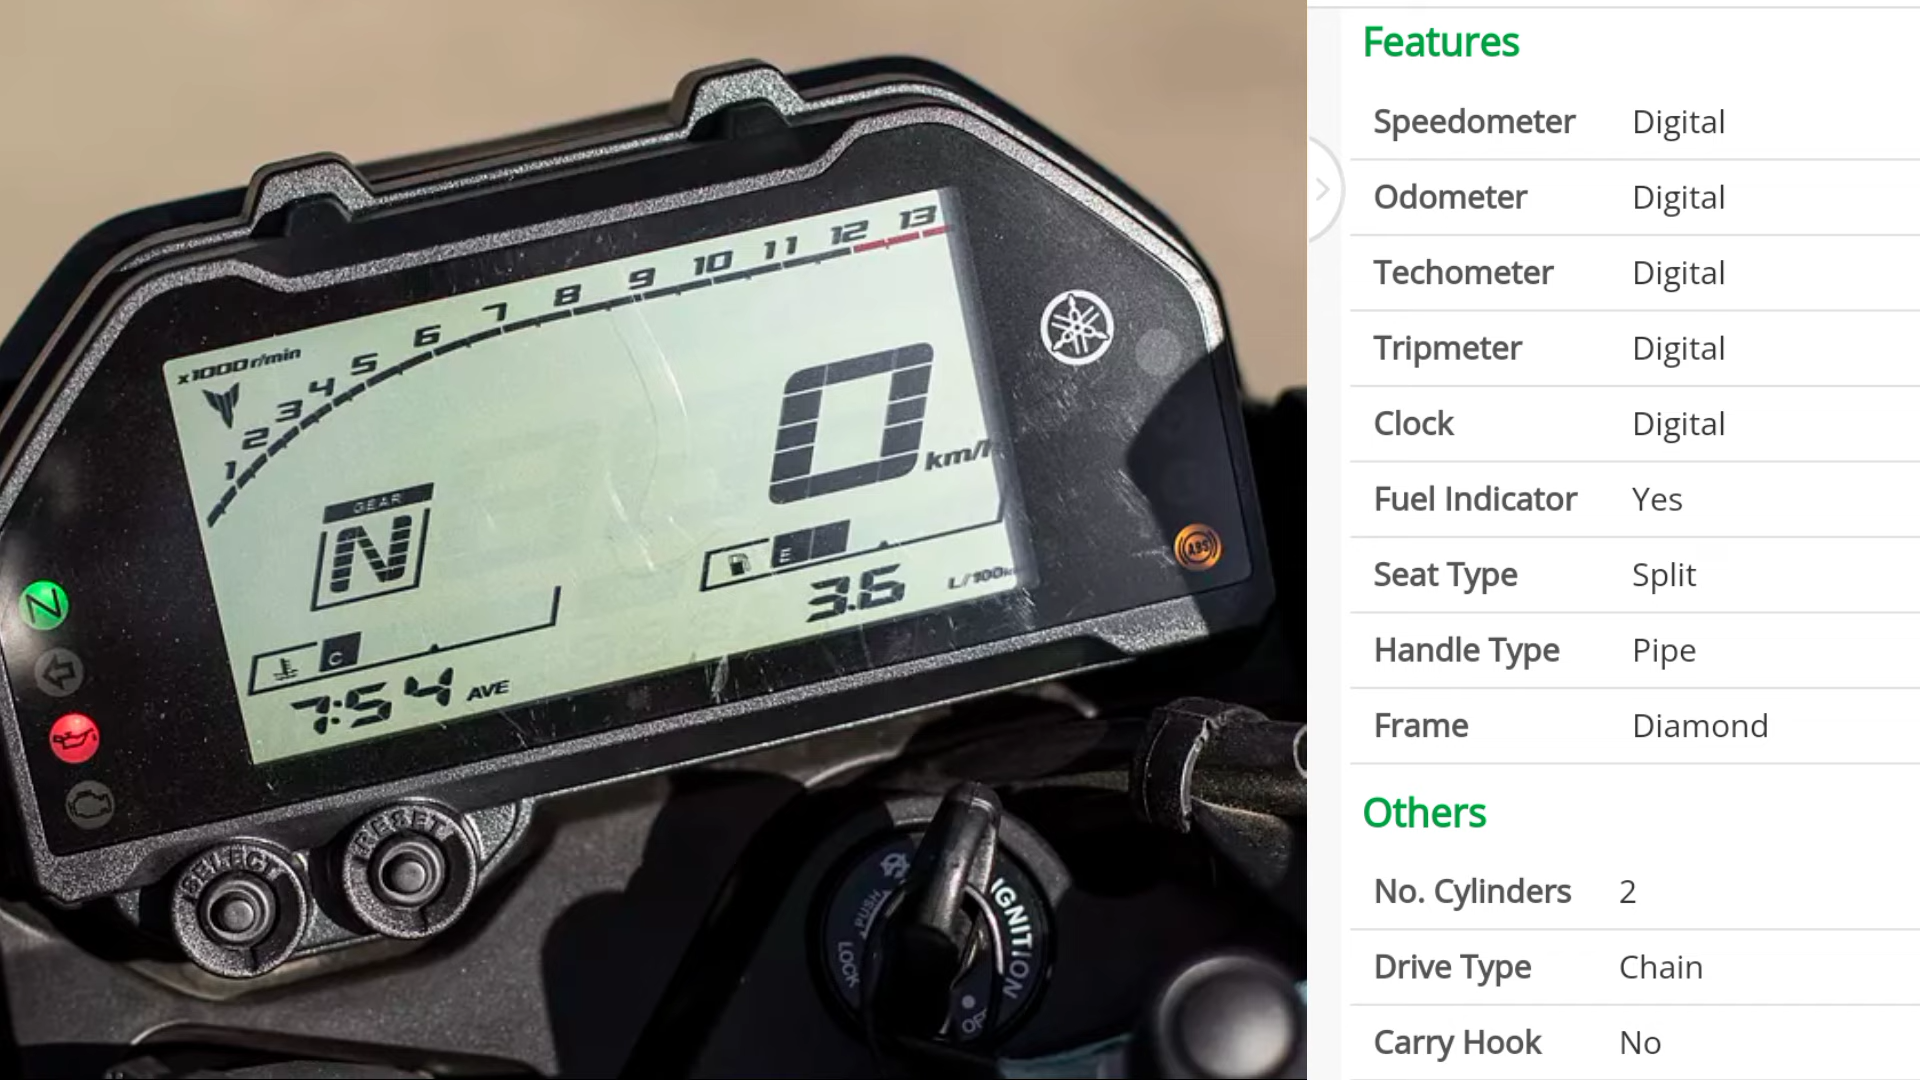 x1000 r/min
1 2 3 4 5 6 7 8 9 10 11 12 13
GEAR
N
0 km/h
E
3.6 L/100k
C
7:54 AVE
N
ABS
SELECT
RESET
PUSH
LOCK
IGNITION
OF
Features
Speedometer Digital
Odometer Digital
Techometer Digital
Tripmeter Digital
Clock Digital
Fuel Indicator Yes
Seat Type Split
Handle Type Pipe
Frame Diamond
Others
No. Cylinders 2
Drive Type Chain
Carry Hook No